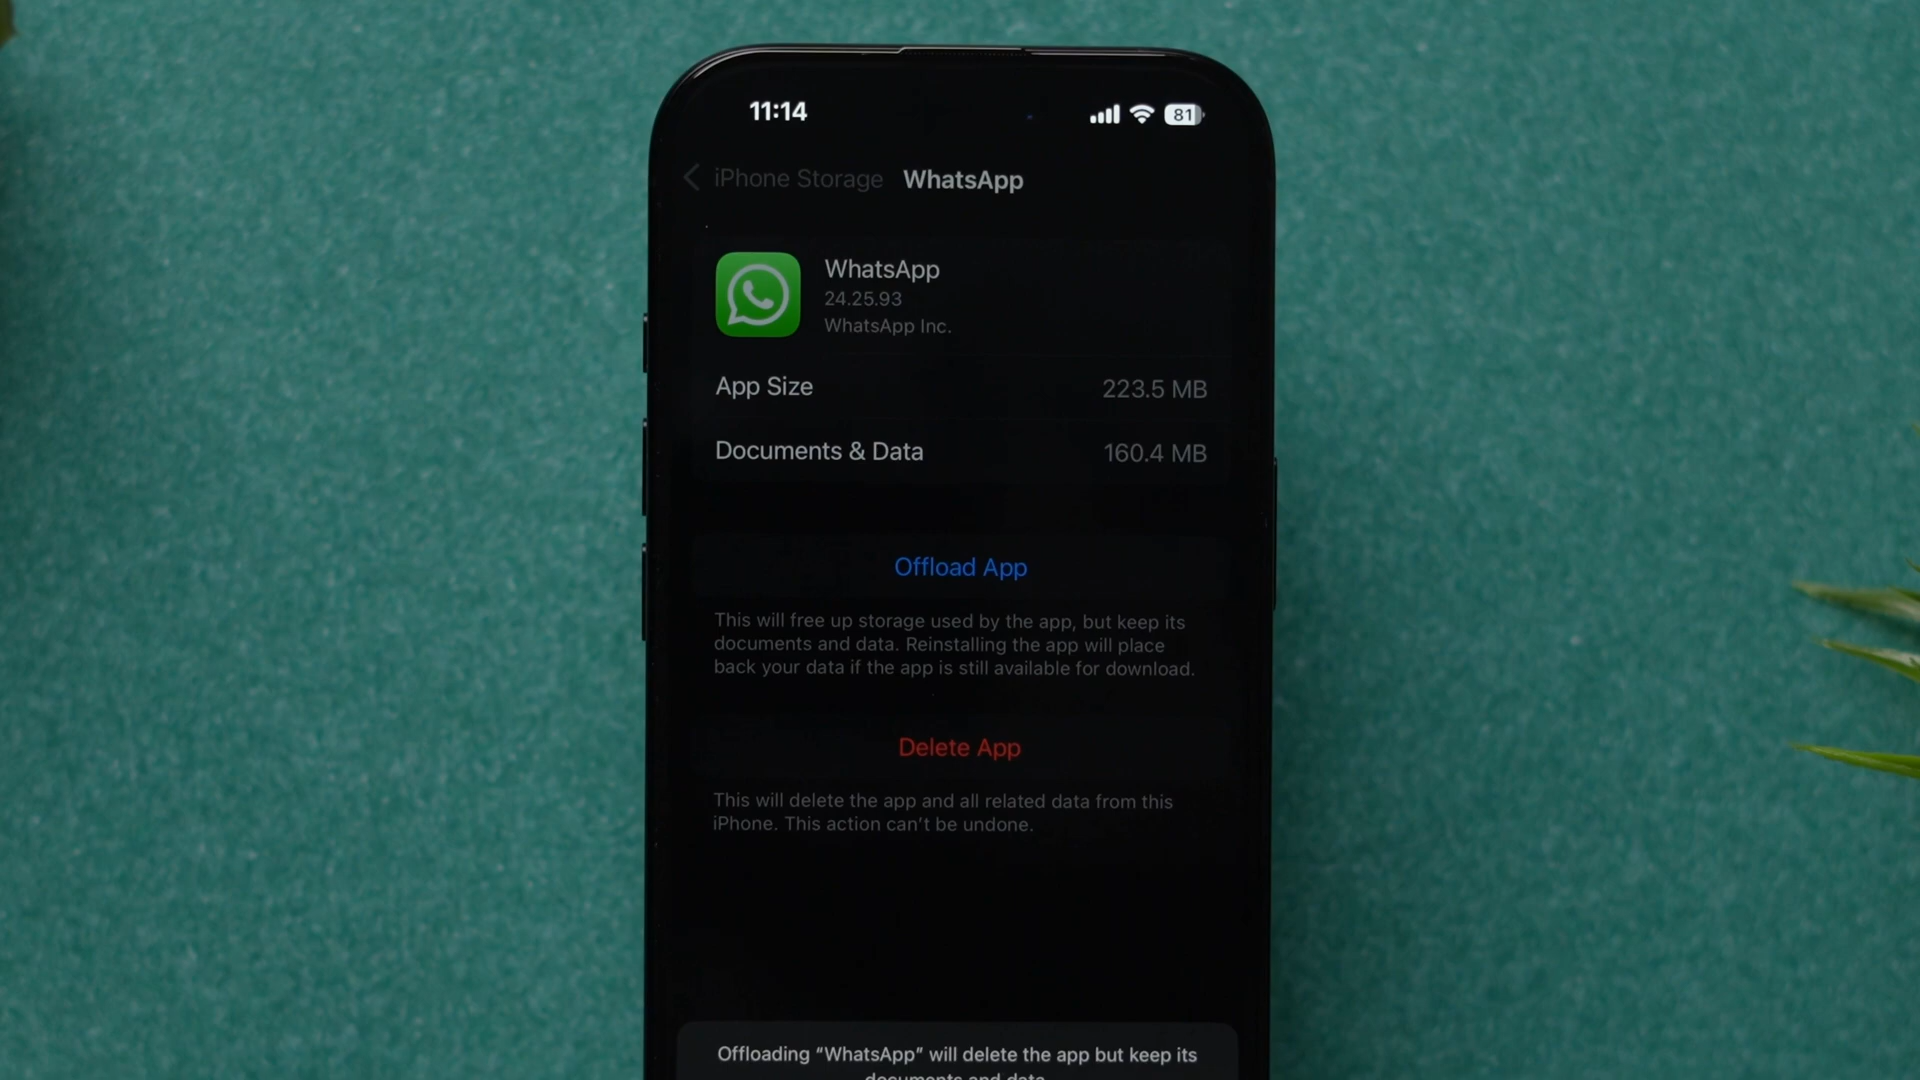 11:14
81
iPhone Storage WhatsApp
WhatsApp
24.25.93
WhatsApp Inc.
App Size 223.5 MB
Documents & Data 160.4 MB
Offload App
This will free up storage used by the app, but keep its
documents and data. Reinstalling the app will place
back your data if the app is still available for download.
Delete App
This will delete the app and all related data from this
iPhone. This action can’t be undone.
Offloading “WhatsApp” will delete the app but keep its
documents and data.